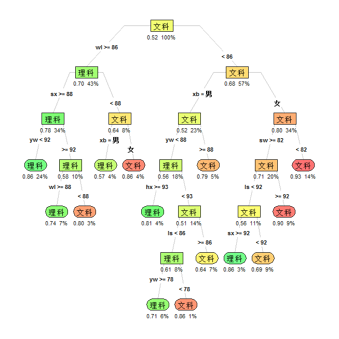 文科
0.52 100%
wl >= 86 < 86
理科 文科
0.70 43% 0.68 57%
sx >= 88 < 88 xb = 男 女
理科 文科 文科 文科
0.78 34% 0.64 8% 0.52 23% 0.80 34%
yw < 92 >= 92 xb = 男 女 yw < 88 >= 88 sw >= 82 < 82
理科 理科 理科 文科 理科 文科 文科 文科
0.86 24% 0.58 10% 0.57 4% 0.86 4% 0.56 18% 0.79 5% 0.71 20% 0.93 14%
wl >= 88 < 88 hx >= 93 < 93 ls < 92 >= 92
理科 文科 理科 文科 文科 文科
0.74 7% 0.80 3% 0.81 4% 0.51 14% 0.56 11% 0.90 9%
ls < 86 >= 86 sx >= 92 < 92
理科 文科 理科 文科
0.61 8% 0.64 7% 0.86 3% 0.69 9%
yw >= 78 < 78
理科 文科
0.71 6% 0.86 1%